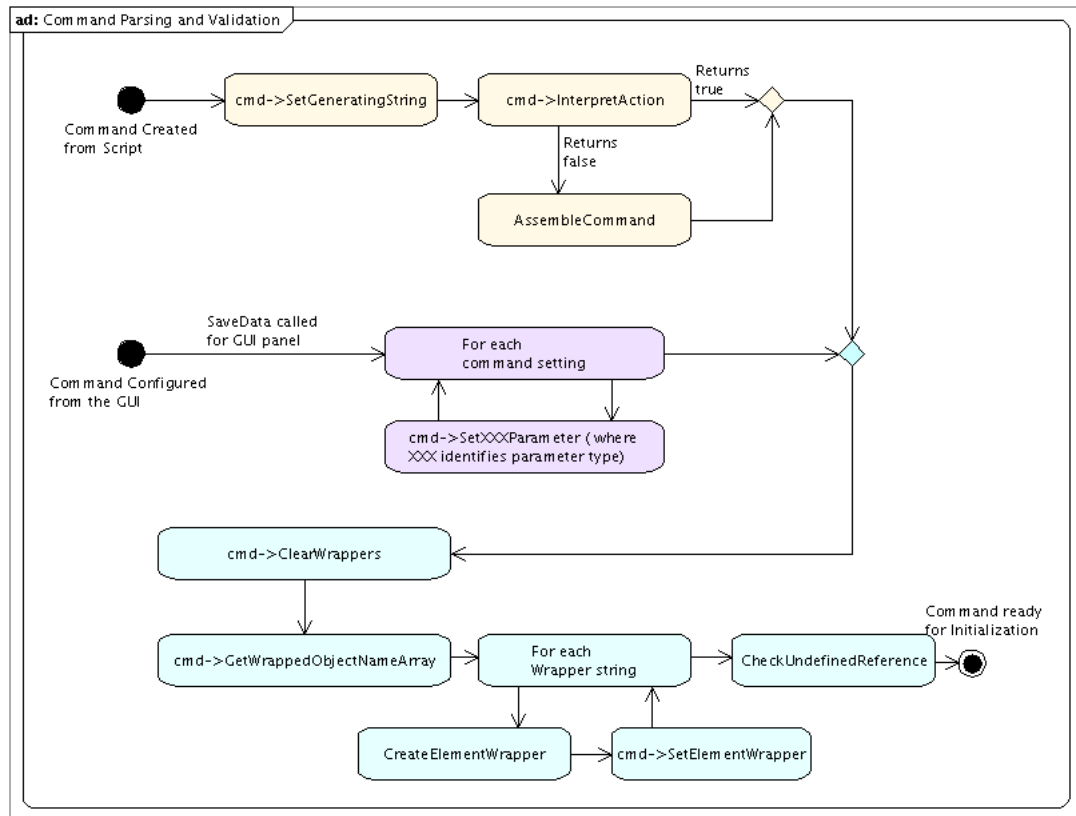 ad: Command Parsing and Validation
Returns
true
cmd->SetGeneratingString
cmd->InterpretAction
Command Created
from Script
Returns
false
AssembleCommand
SaveData called
for GUI panel
For each
command setting
Command Configured
from the GUI
cmd->SetXXXParameter ( where
XXX identifies parameter type)
cmd->ClearWrappers
Command ready
for Initialization
cmd->GetWrappedObjectNameArray
For each
Wrapper string
CheckUndefinedReference
CreateElementWrapper
cmd->SetElementWrapper